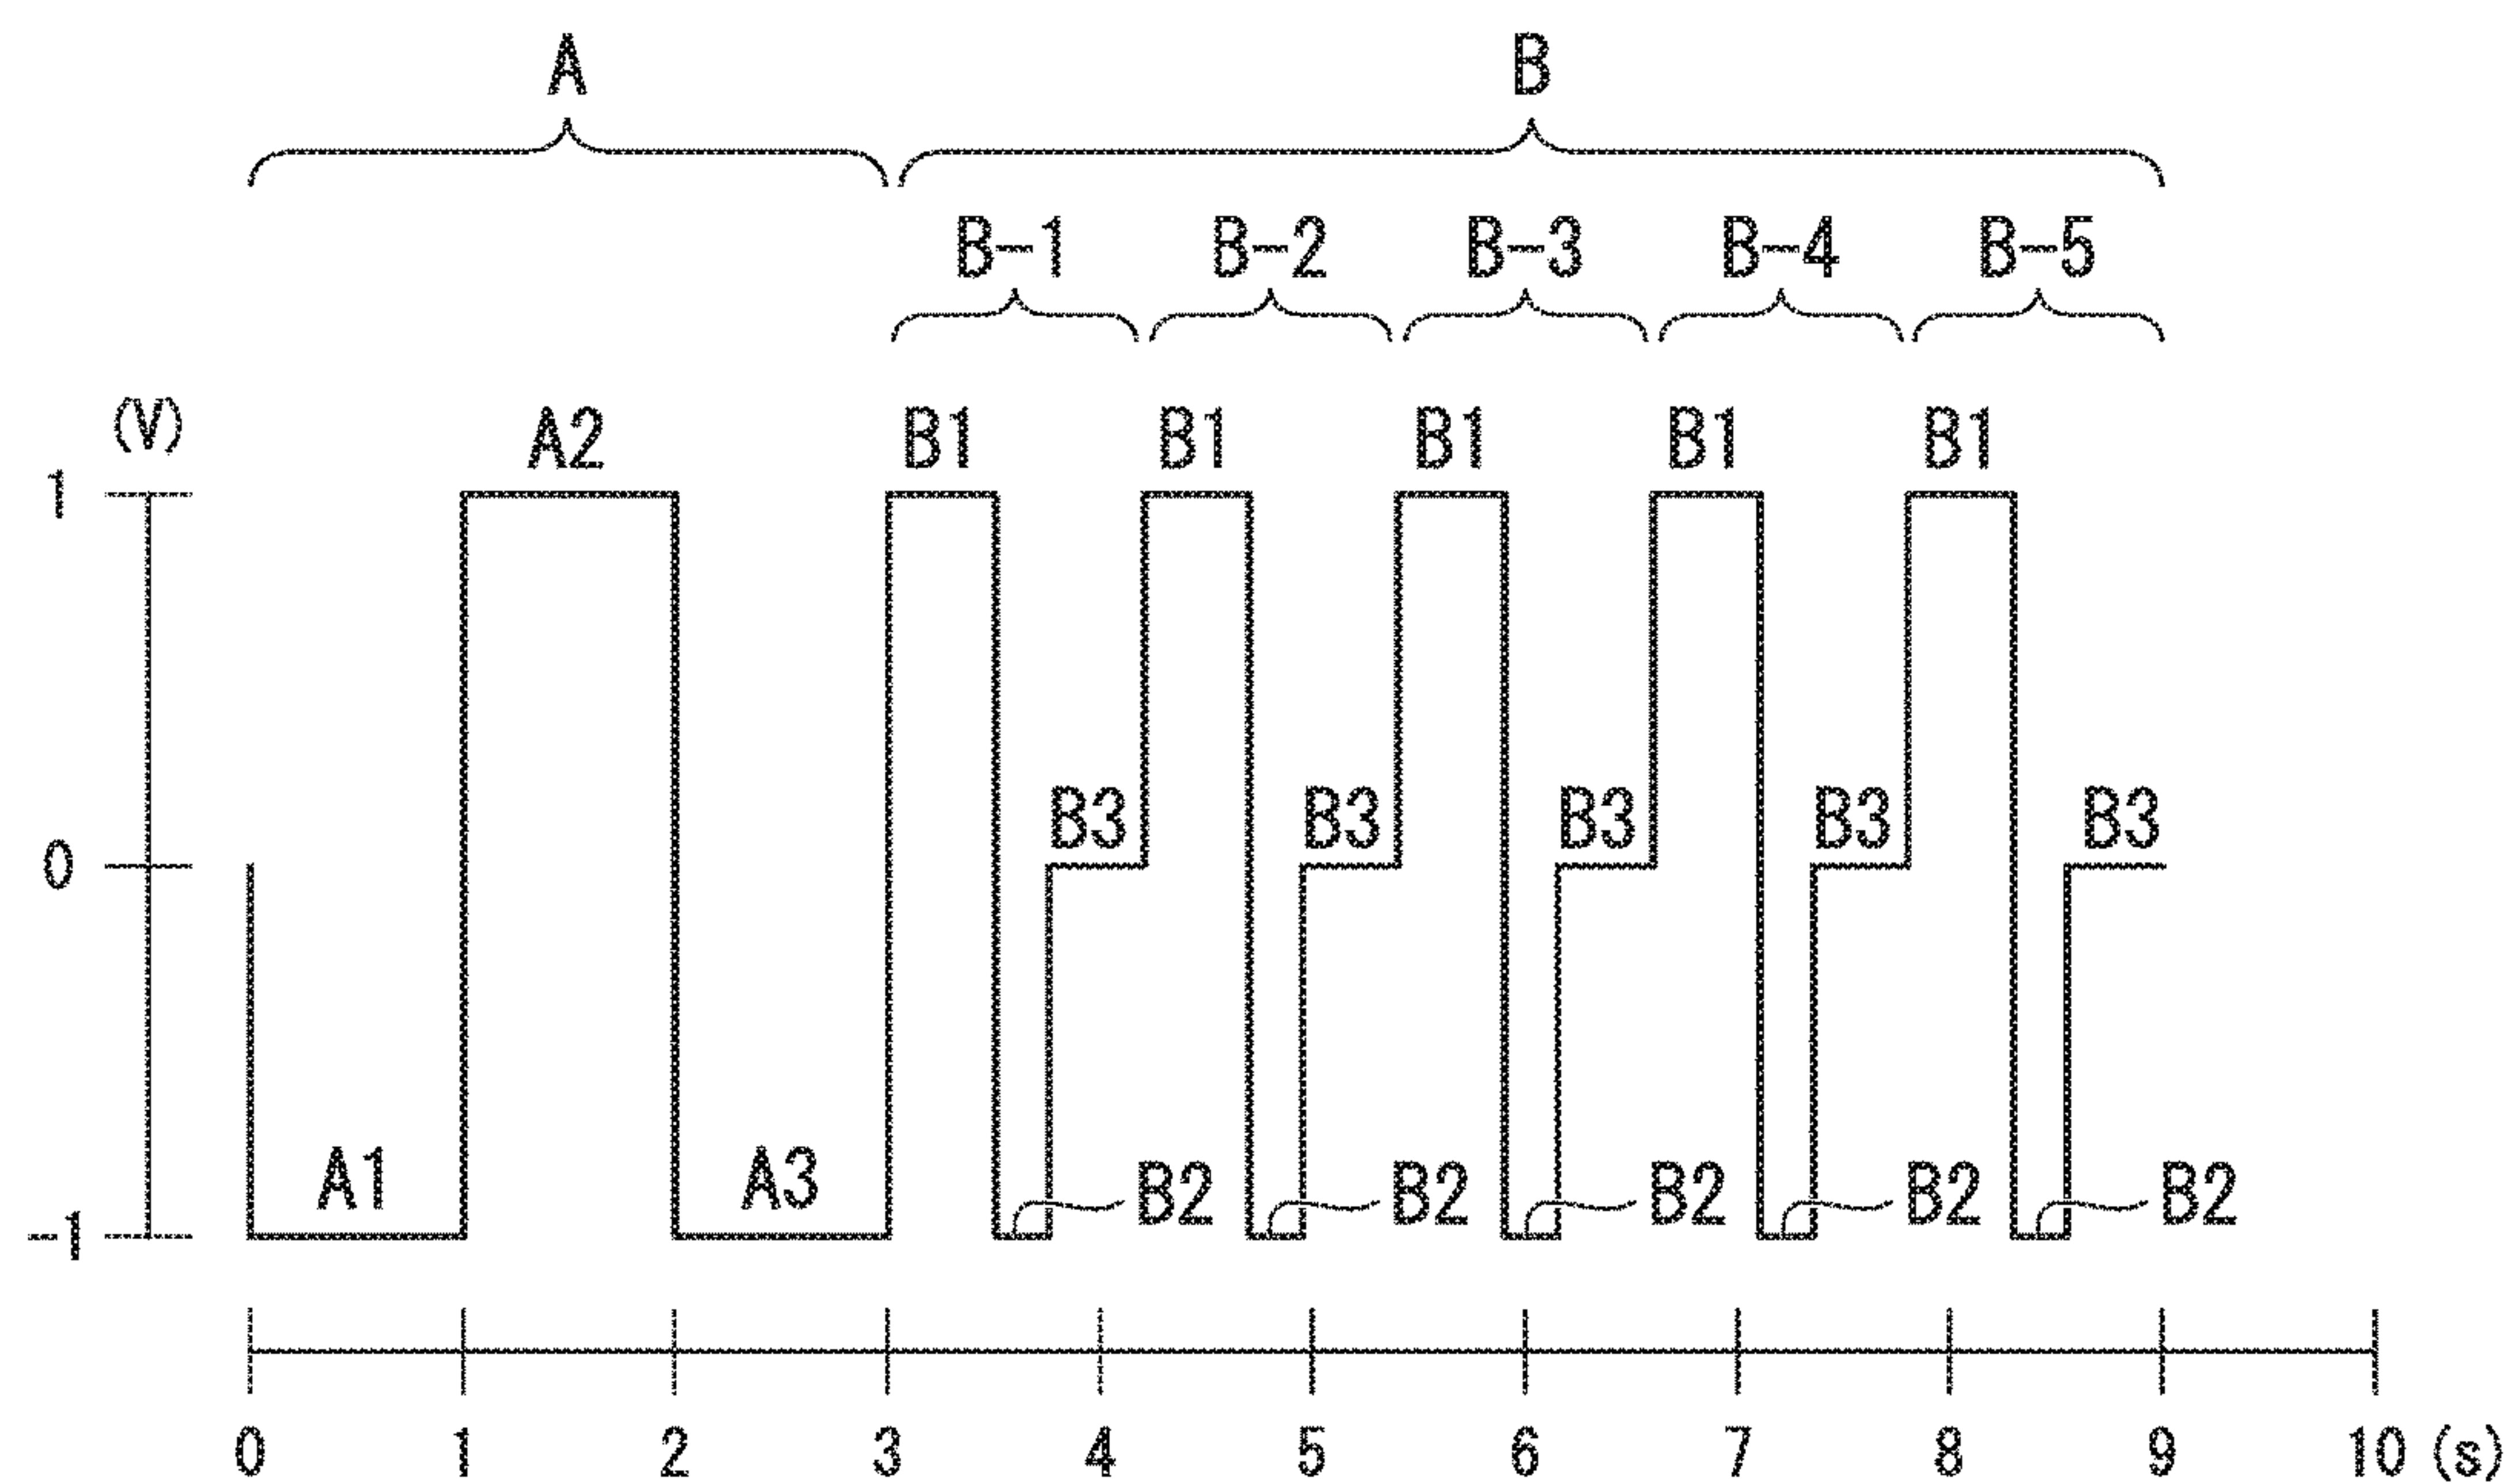 A B
B-1 B-2 B-3 B-4 B-5
(V) A2 B1 B1 B1 B1 B1
1
B3 B3 B3 B3 B3
0
A1 A3 B2 B2 B2 B2 B2
-1
0 1 2 3 4 5 6 7 8 9 10 (s)